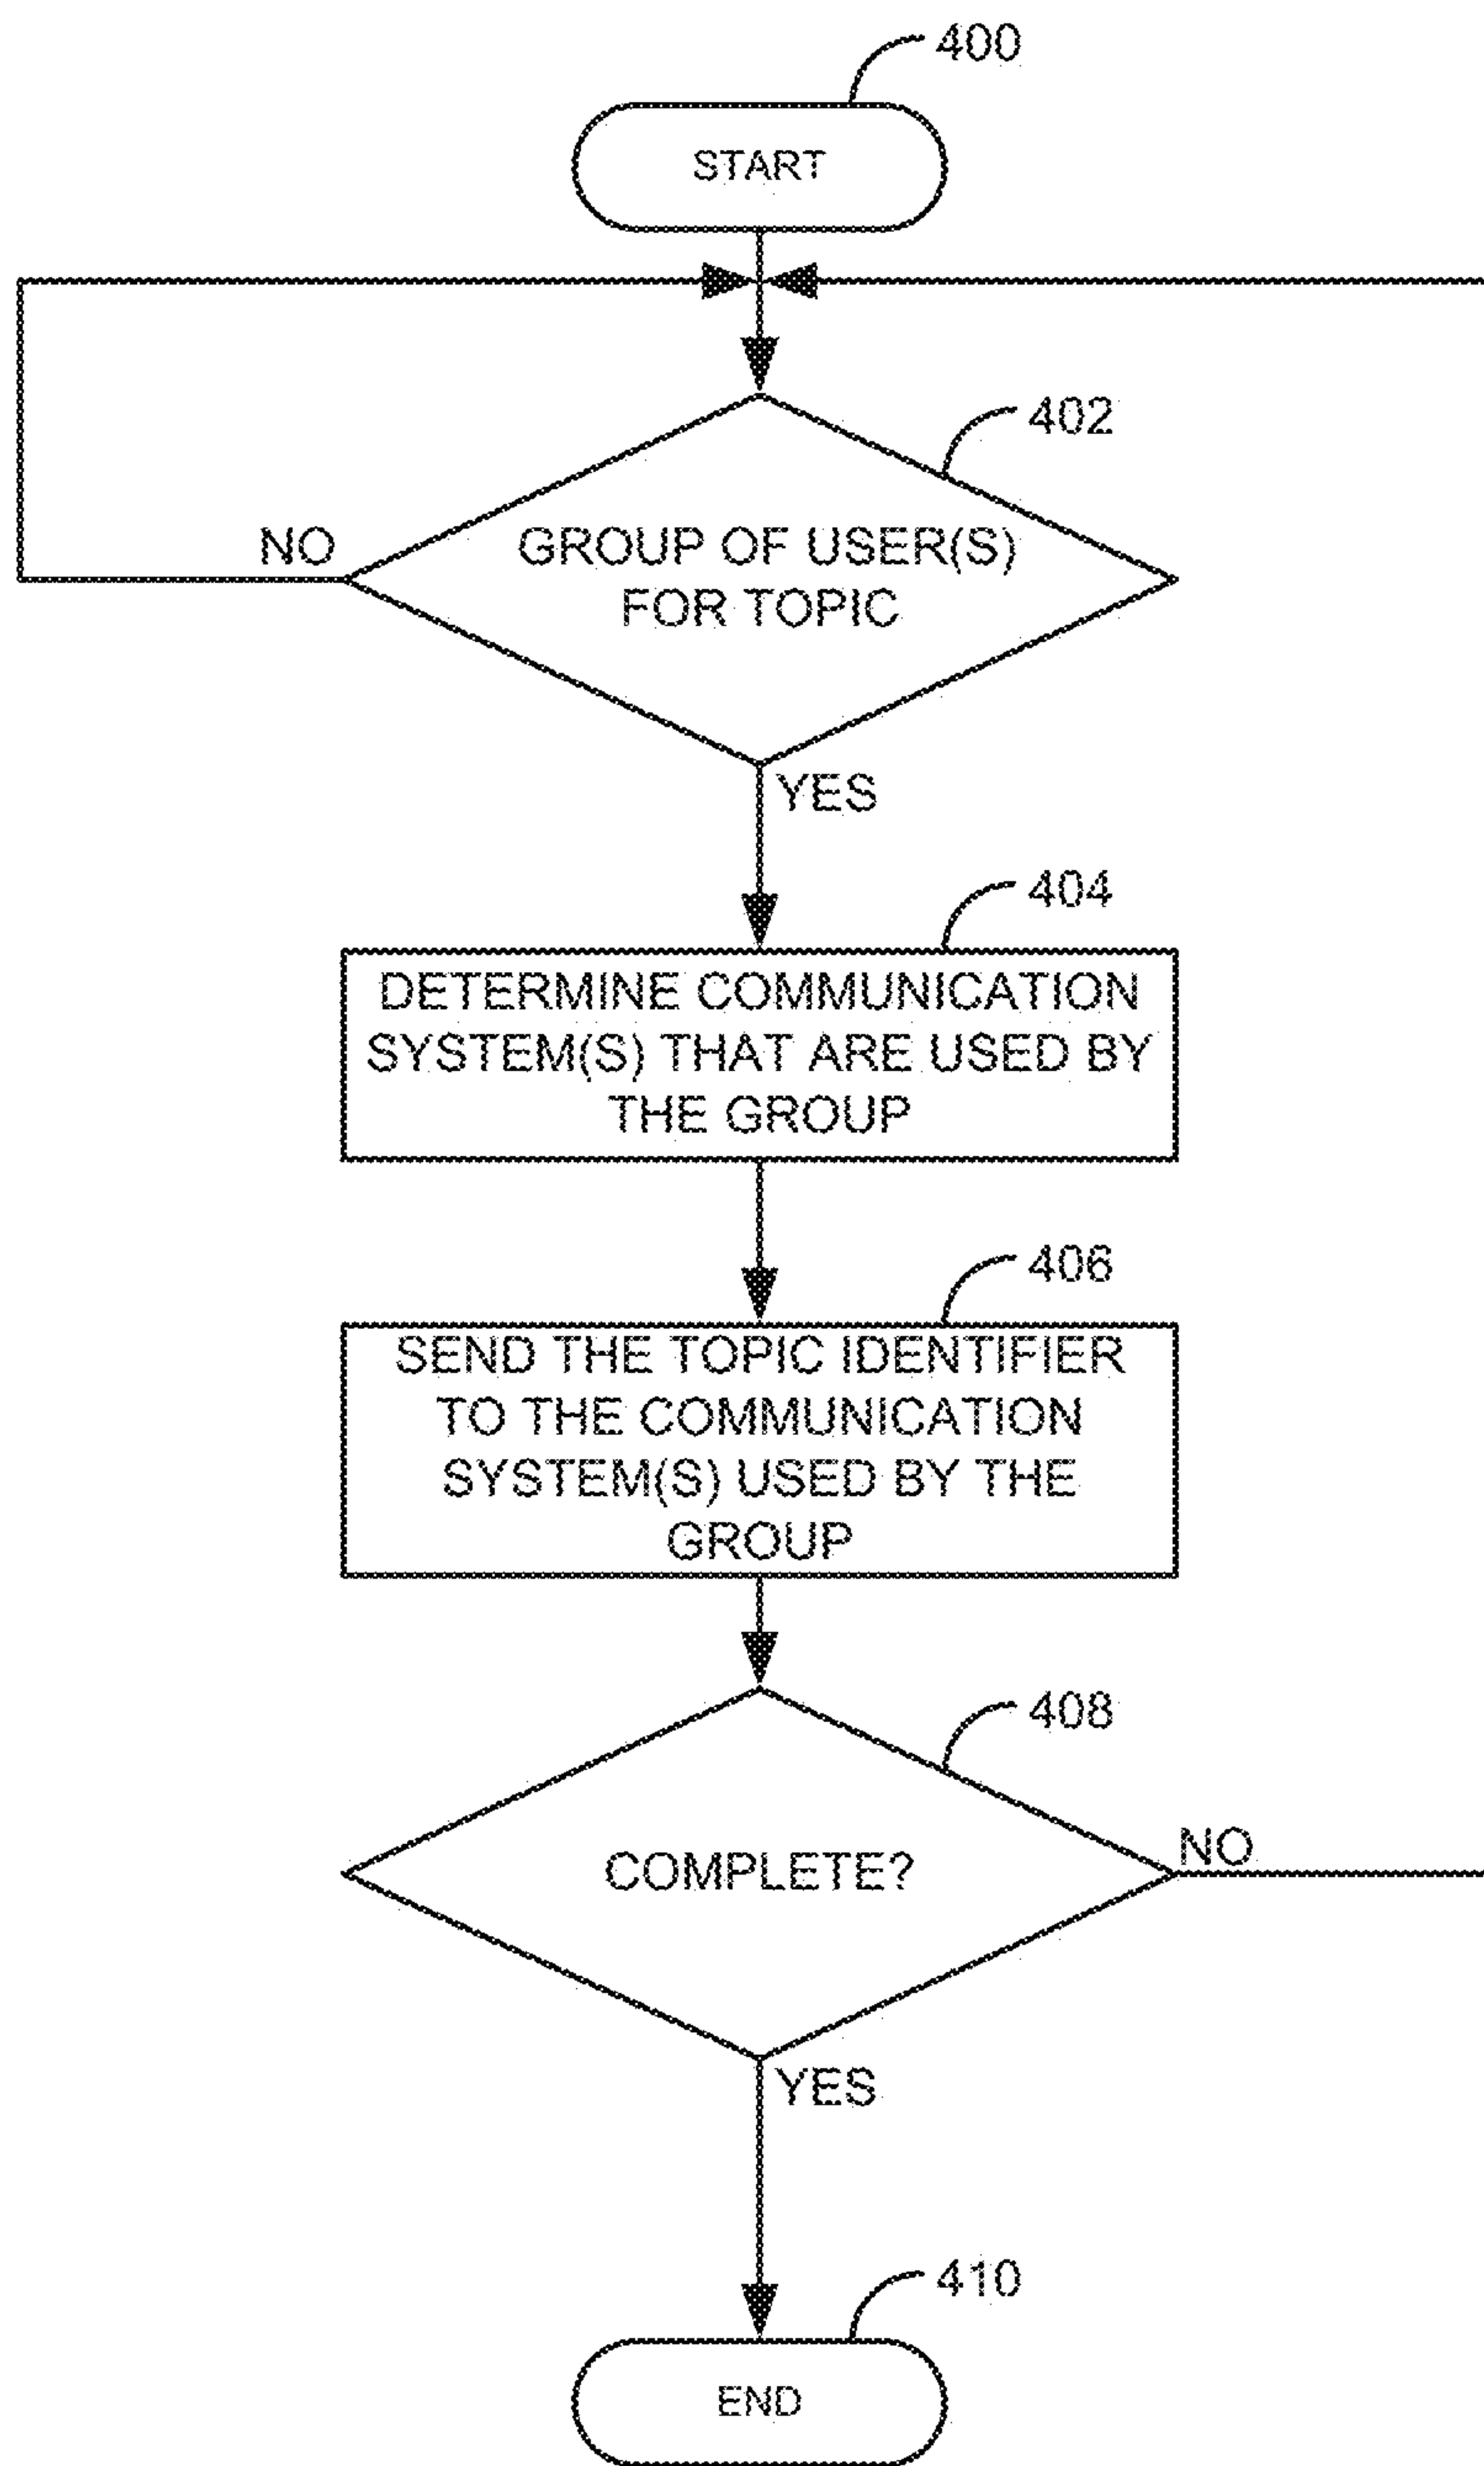 400
START
402
NO
GROUP OF USER(S)
FOR TOPIC
YES
404
DETERMINE COMMUNICATION
SYSTEM(S) THAT ARE USED BY
THE GROUP
406
SEND THE TOPIC IDENTIFIER
TO THE COMMUNICATION
SYSTEM(S) USED BY THE
GROUP
408
COMPLETE?
NO
YES
410
END